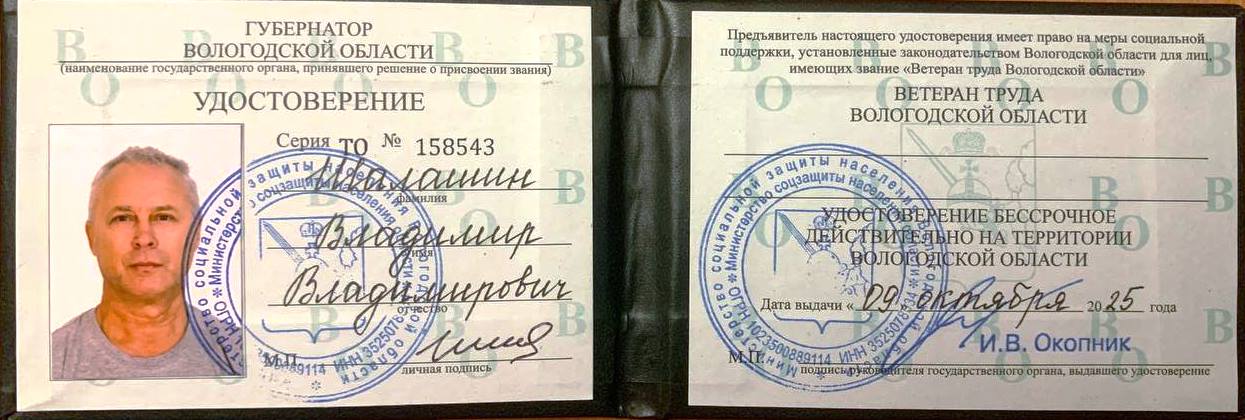 ГУБЕРНАТОР
ВОЛОГОДСКОЙ ОБЛАСТИ
(наименование государственного органа, принявшего решение о присвоении звания)
УДОСТОВЕРЕНИЕ
Серия ТО № 158543
Шалашин
фамилия
Владимир
имя
Владимирович
отчество
М.П.
личная подпись
Предъявитель настоящего удостоверения имеет право на меры социальной
поддержки, установленные законодательством Вологодской области для лиц,
имеющих звание «Ветеран труда Вологодской области»
ВЕТЕРАН ТРУДА
ВОЛОГОДСКОЙ ОБЛАСТИ
УДОСТОВЕРЕНИЕ БЕССРОЧНОЕ
ДЕЙСТВИТЕЛЬНО НА ТЕРРИТОРИИ
ВОЛОГОДСКОЙ ОБЛАСТИ
Дата выдачи « 09 октября 2025 года
И.В. Окопник
М.П.
подпись руководителя государственного органа, выдавшего удостоверение